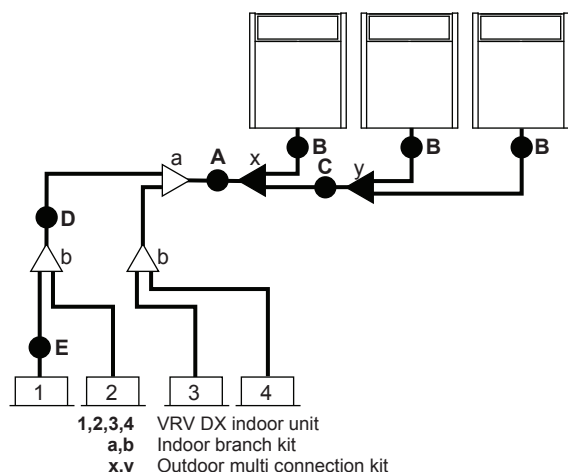 B B B
a A x C y
D
b b
E
1 2 3 4
1,2,3,4 VRV DX indoor unit
a,b Indoor branch kit
x,y Outdoor multi connection kit